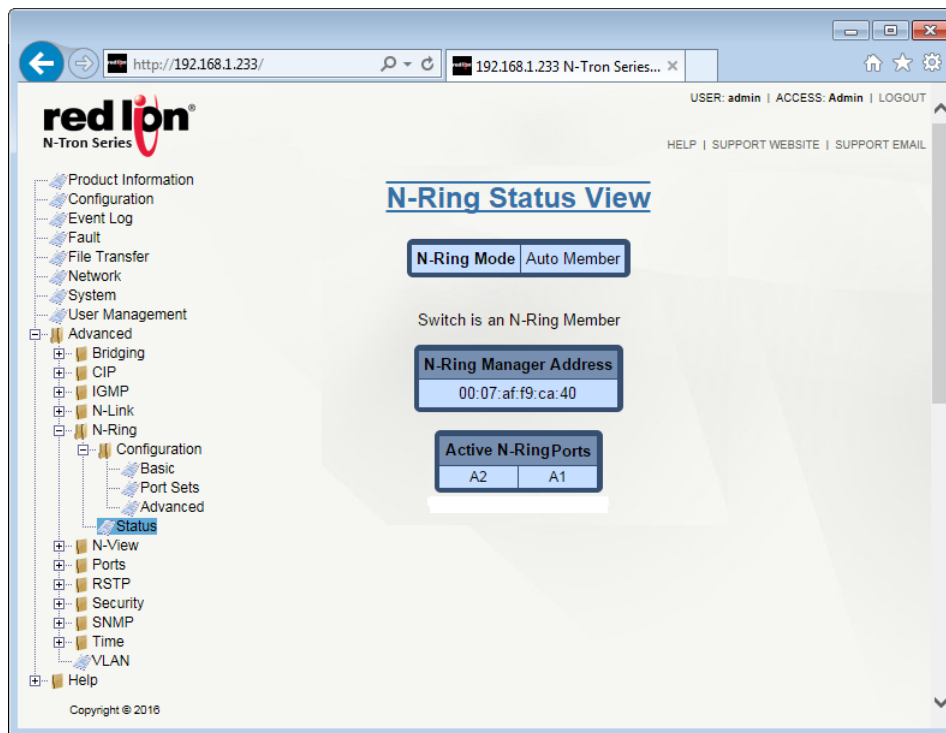 http://192.168.1.233/
192.168.1.233 N-Tron Series...
USER: admin | ACCESS: Admin | LOGOUT
red lion®
N-Tron Series
HELP | SUPPORT WEBSITE | SUPPORT EMAIL
Product Information
Configuration
Event Log
Fault
File Transfer
Network
System
User Management
Advanced
Bridging
CIP
IGMP
N-Link
N-Ring
Configuration
Basic
Port Sets
Advanced
Status
N-View
Ports
RSTP
Security
SNMP
Time
VLAN
Help
Copyright © 2016
N-Ring Status View
N-Ring Mode Auto Member
Switch is an N-Ring Member
N-Ring Manager Address
00:07:af:f9:ca:40
Active N-Ring Ports
A2 A1